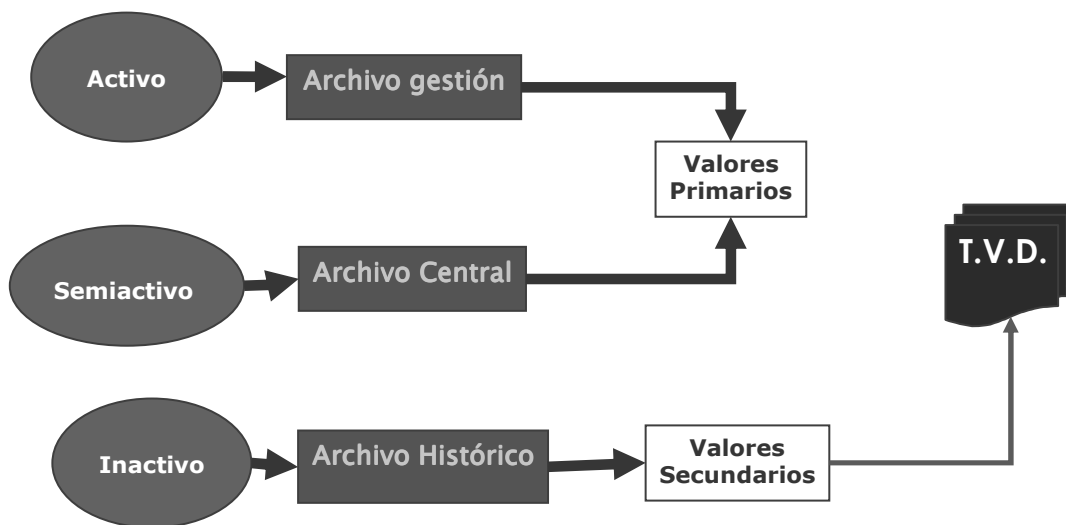 Activo
Archivo gestión
Valores
Primarios
T.V.D.
Semiactivo
Archivo Central
Inactivo
Archivo Histórico
Valores
Secundarios